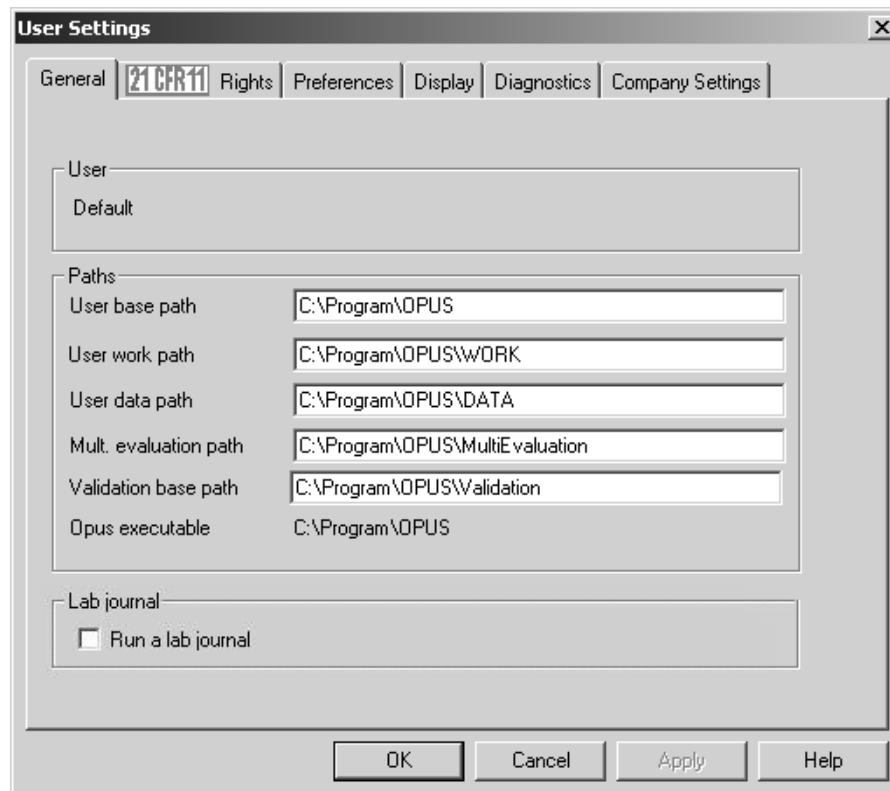 User Settings
General 21 CFR 11 Rights Preferences Display Diagnostics Company Settings
User
Default
Paths
User base path C:\Program\OPUS
User work path C:\Program\OPUS\WORK
User data path C:\Program\OPUS\DATA
Mult. evaluation path C:\Program\OPUS\MultiEvaluation
Validation base path C:\Program\OPUS\Validation
Opus executable C:\Program\OPUS
Lab journal
Run a lab journal
OK Cancel Apply Help